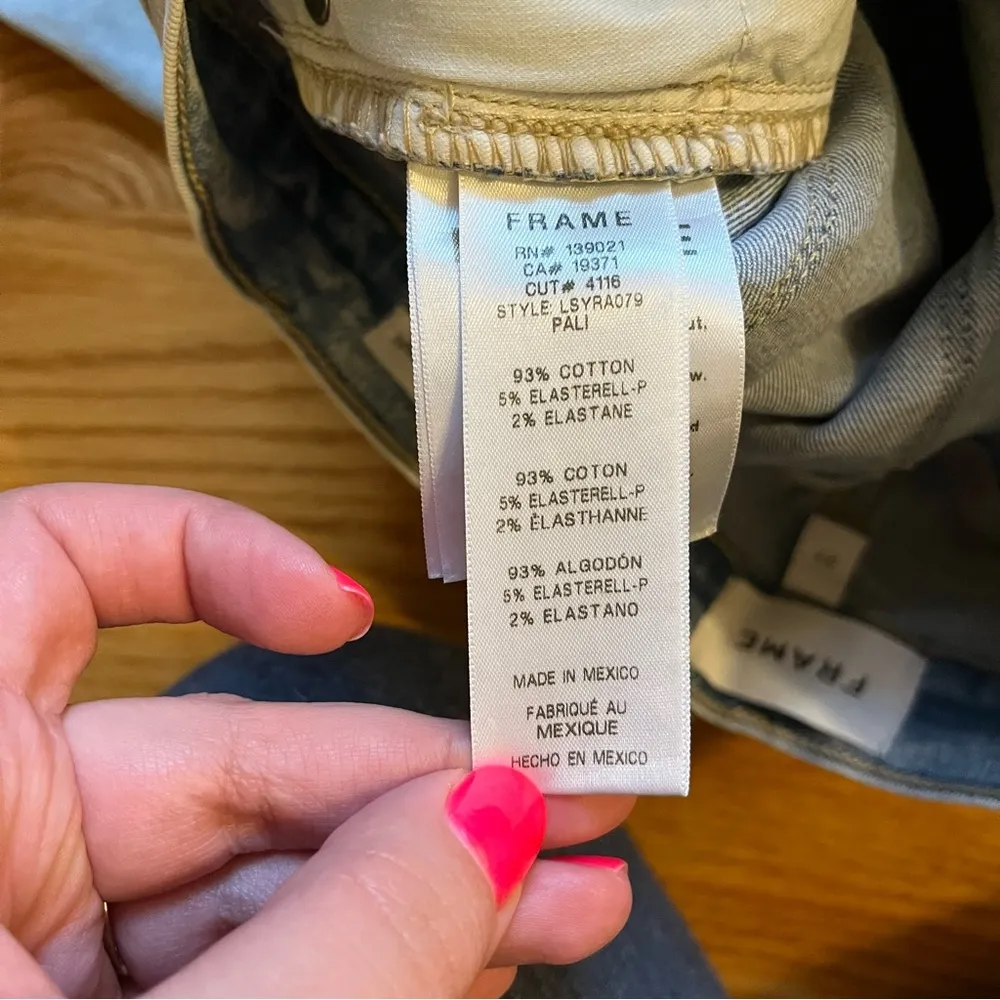 FRAME
RN# 139021
CA# 19371
CUT# 4116
STYLE: LSYRA079
PALI
93% COTTON
5% ELASTERELL-P
2% ELASTANE
93% COTON
5% ELASTERELL-P
2% ÉLASTHANNE
93% ALGODÓN
5% ELASTERELL-P
2% ELASTANO
MADE IN MEXICO
FABRIQUÉ AU
MEXIQUE
HECHO EN MEXICO
FRAME